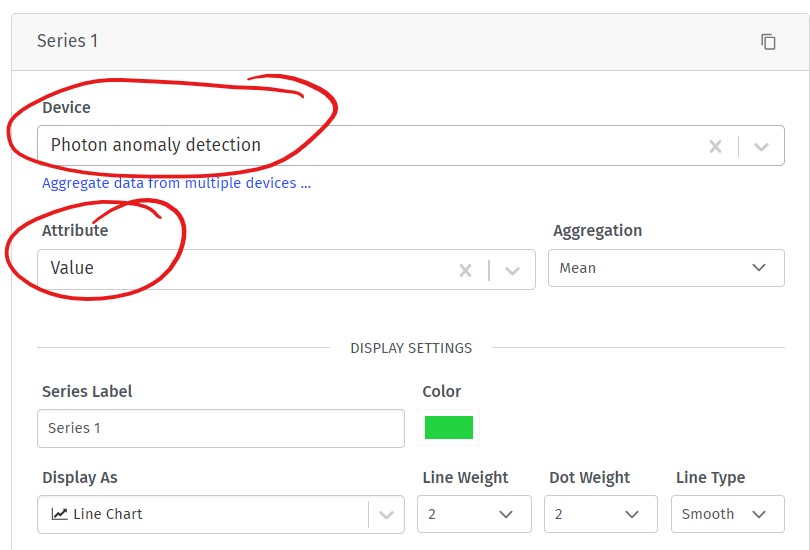 Series 1
Device
Photon anomaly detection
Aggregate data from multiple devices ...
Attribute
Aggregation
Value
Mean
DISPLAY SETTINGS
Series Label
Color
Series 1
Display As
Line Weight
Dot Weight
Line Type
Line Chart
2
2
Smooth